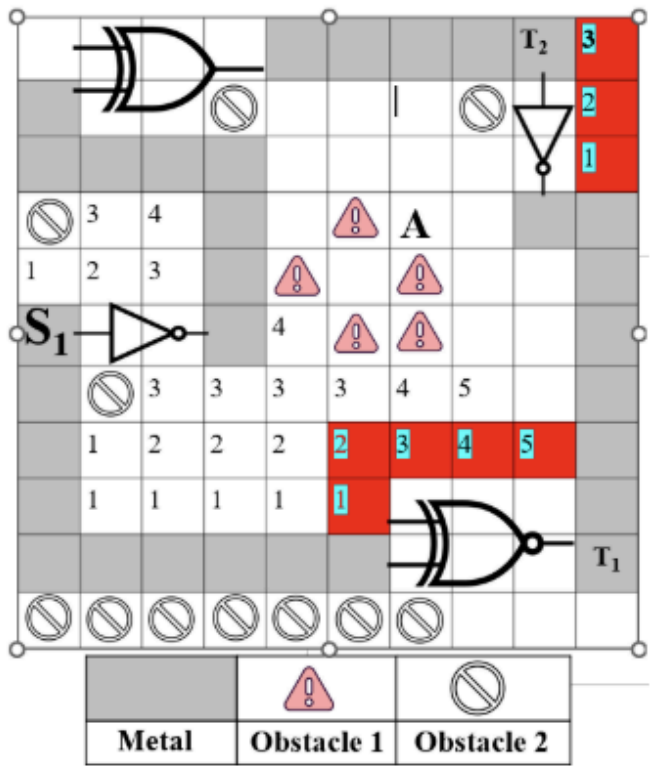 T2 3
2
1
3 4 A
1 2 3
S1 4
3 3 3 3 4 5
1 2 2 2 2 3 4 5
1 1 1 1 1
T1
Metal Obstacle 1 Obstacle 2